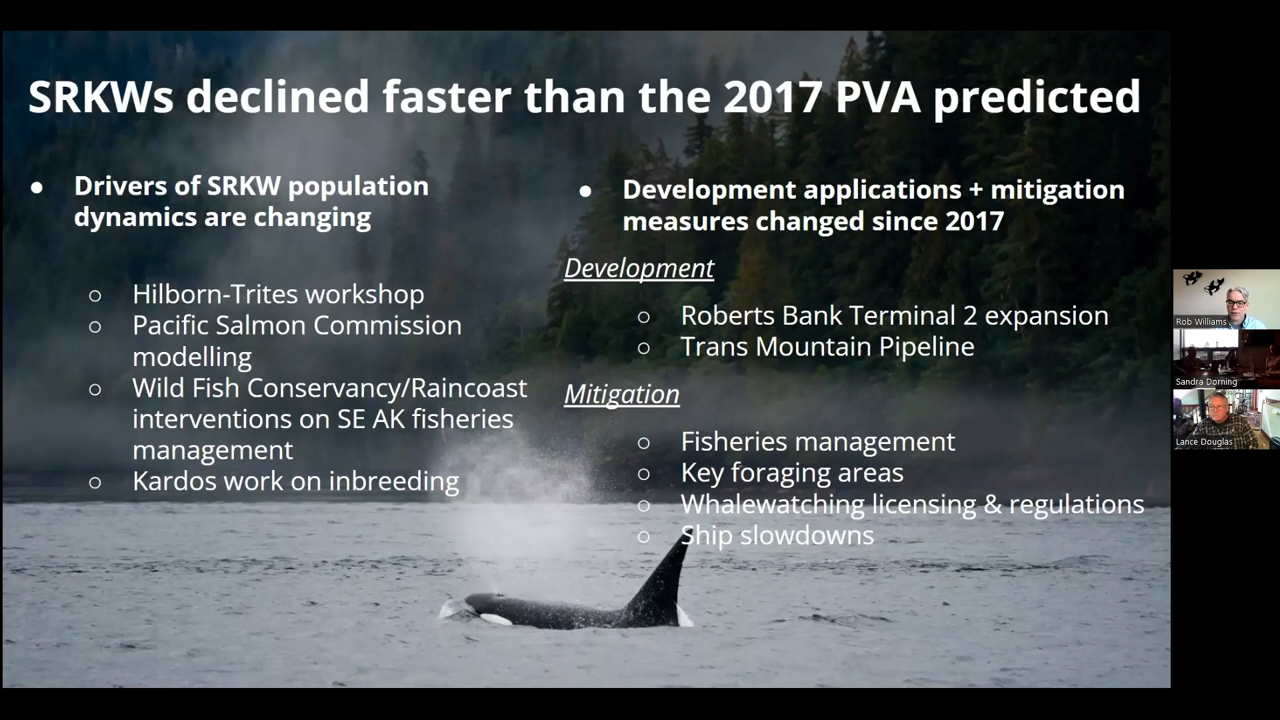 SRKWs declined faster than the 2017 PVA predicted
● Drivers of SRKW population
dynamics are changing
○ Hilborn-Trites workshop
○ Pacific Salmon Commission
modelling
○ Wild Fish Conservancy/Raincoast
interventions on SE AK fisheries
management
○ Kardos work on inbreeding
● Development applications + mitigation
measures changed since 2017
Development
○ Roberts Bank Terminal 2 expansion
○ Trans Mountain Pipeline
Mitigation
○ Fisheries management
○ Key foraging areas
○ Whalewatching licensing & regulations
○ Ship slowdowns
Rob Williams
Sandra Dorning
Lance Douglas